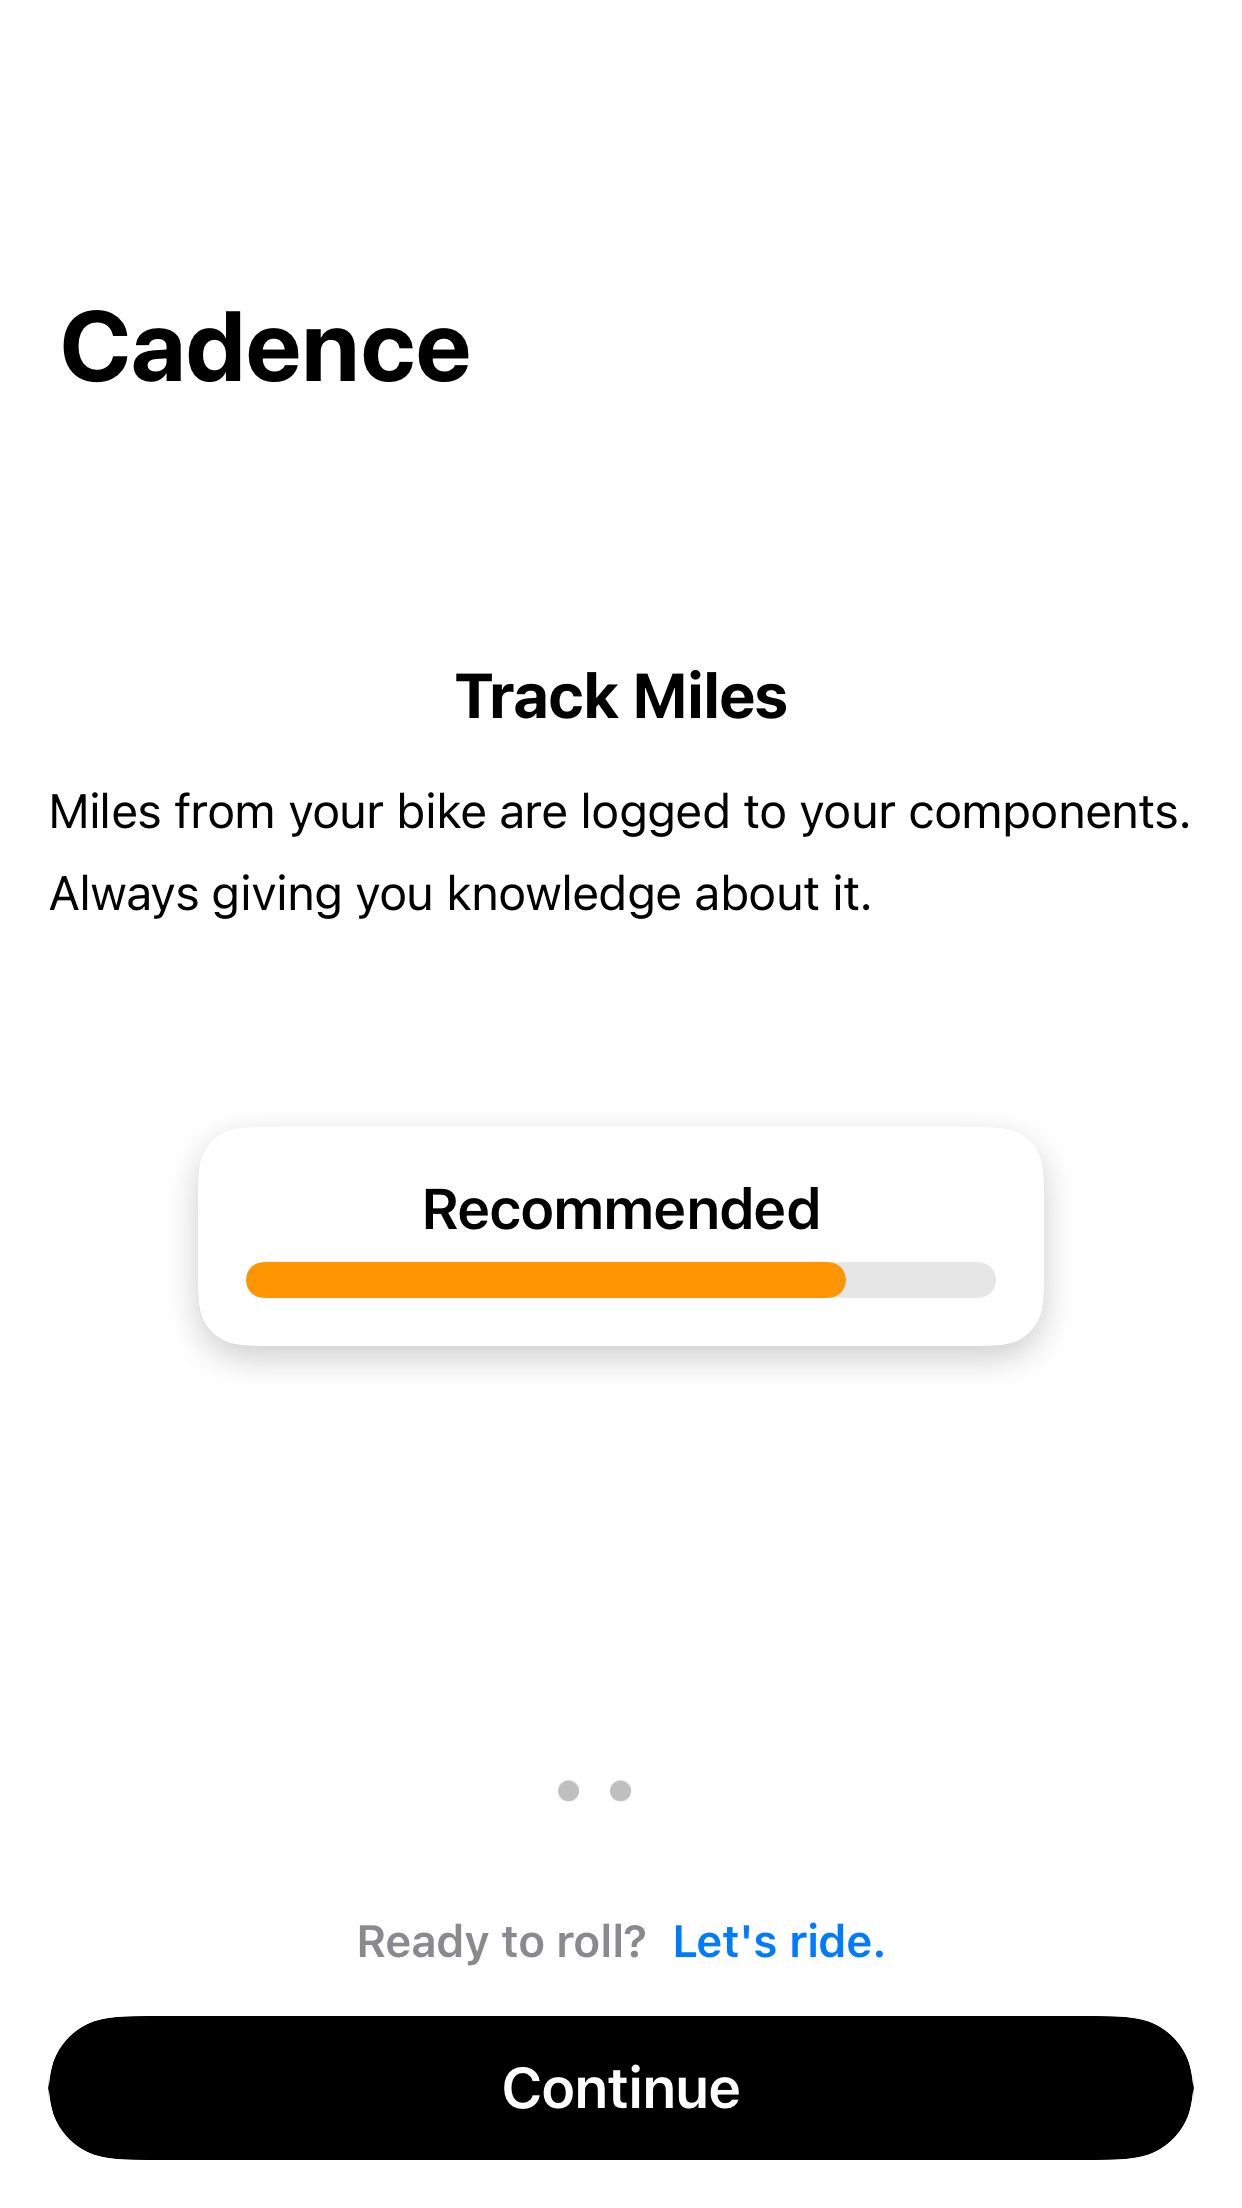 Cadence
Track Miles
Miles from your bike are logged to your components.
Always giving you knowledge about it.
Recommended
Ready to roll? Let's ride.
Continue